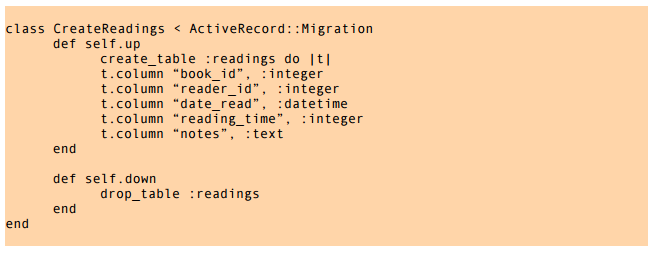 class CreateReadings < ActiveRecord::Migration
def self.up
create_table :readings do |t|
t.column “book_id”, :integer
t.column “reader_id”, :integer
t.column “date_read”, :datetime
t.column “reading_time”, :integer
t.column “notes”, :text
end
def self.down
drop_table :readings
end
end